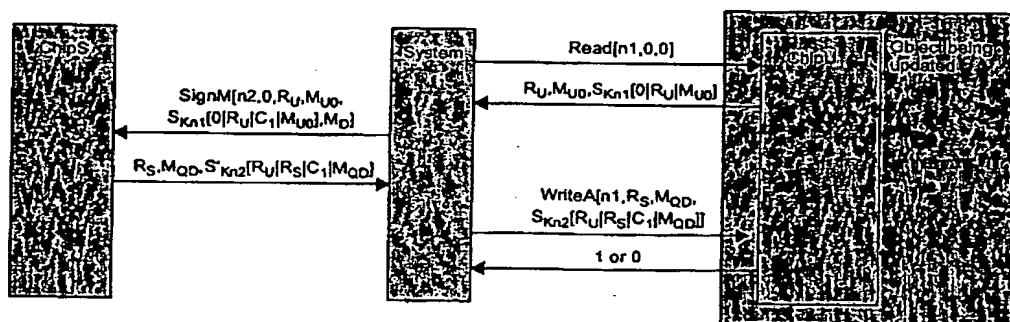 ChipS
System
ChipU
Object being
updated
Read[n1,0,0]
R_U,M_U0,S_Kn1[0|R_U|M_U0]
SignM[n2,0,R_U,M_U0,
S_Kn1[0|R_U|C_1|M_U0],M_D]
R_S,M_QD,S*_Kn2[R_U|R_S|C_1|M_QD]
WriteA[n1,R_S,M_QD,
S_Kn2[R_U|R_S|C_1|M_QD]]
1 or 0